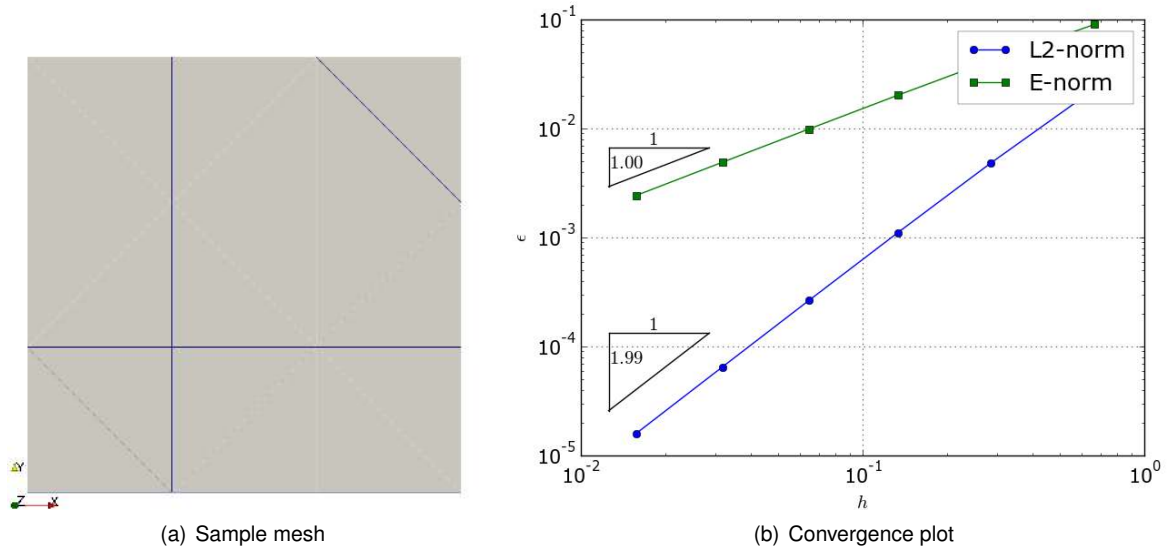 Y
Z
X
(a) Sample mesh
10^-1
10^-2
10^-3
10^-4
10^-5
ϵ
L2-norm
E-norm
1
1.00
1
1.99
10^-2
10^-1
10^0
h
(b) Convergence plot